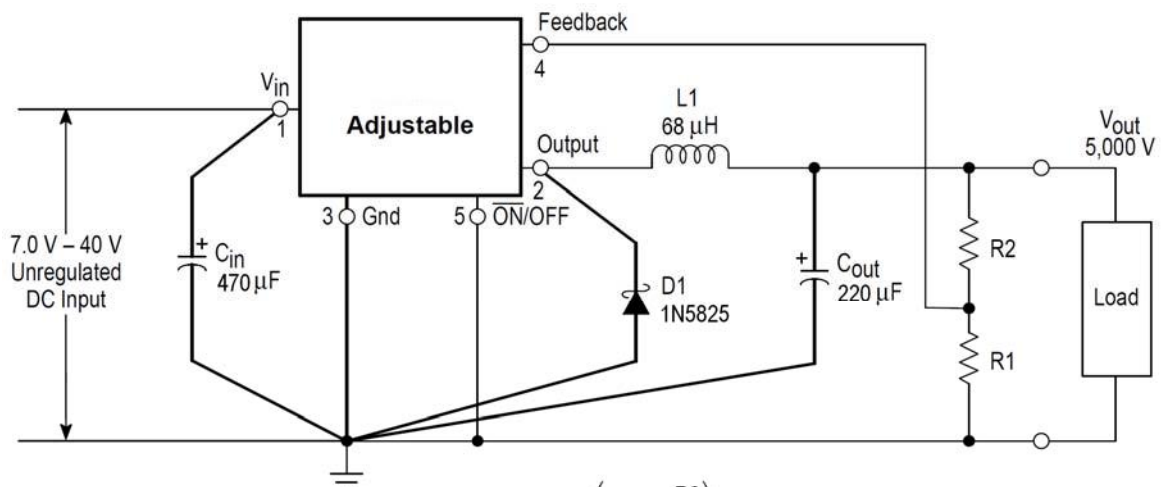 Feedback
4
Vin
1
Adjustable
L1
68 µH
Output
2
Vout
5,000 V
3 Gnd
5 ON/OFF
7.0 V – 40 V
Unregulated
DC Input
+ Cin
470 µF
D1
1N5825
+ Cout
220 µF
R2
R1
Load